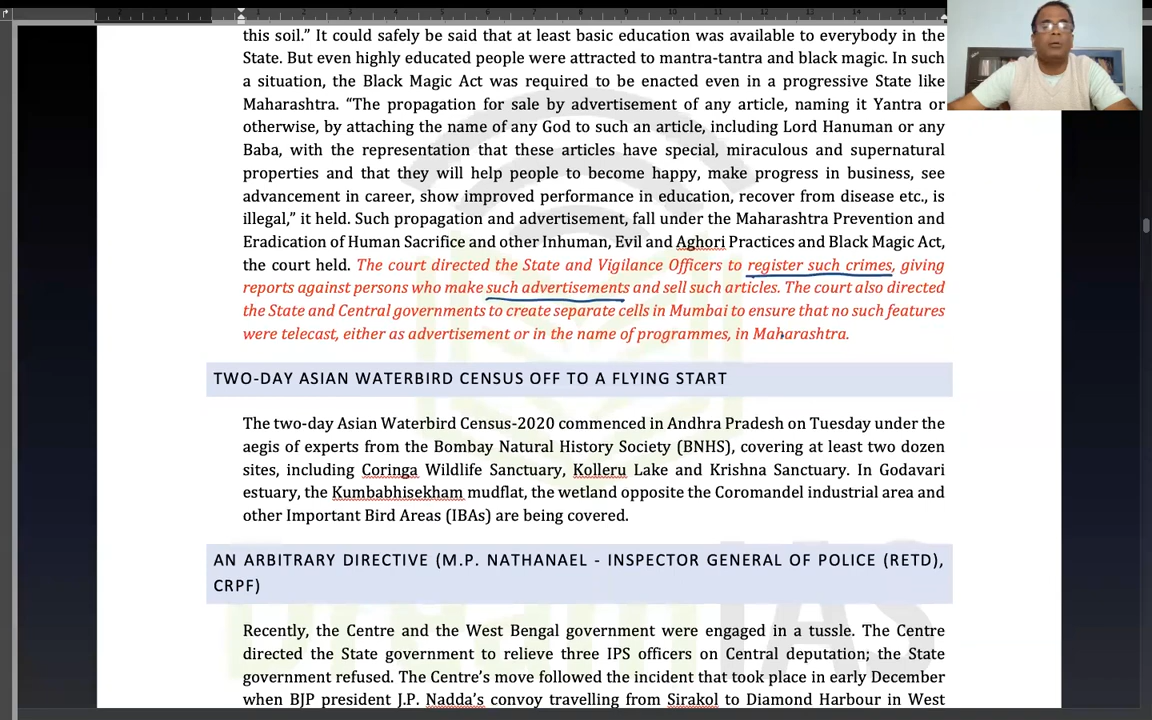 this soil.” It could safely be said that at least basic education was available to everybody in the
State. But even highly educated people were attracted to mantra-tantra and black magic. In such
a situation, the Black Magic Act was required to be enacted even in a progressive State like
Maharashtra. “The propagation for sale by advertisement of any article, naming it Yantra or
otherwise, by attaching the name of any God to such an article, including Lord Hanuman or any
Baba, with the representation that these articles have special, miraculous and supernatural
properties and that they will help people to become happy, make progress in business, see
advancement in career, show improved performance in education, recover from disease etc., is
illegal,” it held. Such propagation and advertisement, fall under the Maharashtra Prevention and
Eradication of Human Sacrifice and other Inhuman, Evil and Aghori Practices and Black Magic Act,
the court held. The court directed the State and Vigilance Officers to register such crimes, giving
reports against persons who make such advertisements and sell such articles. The court also directed
the State and Central governments to create separate cells in Mumbai to ensure that no such features
were telecast, either as advertisement or in the name of programmes, in Maharashtra.
TWO-DAY ASIAN WATERBIRD CENSUS OFF TO A FLYING START
The two-day Asian Waterbird Census-2020 commenced in Andhra Pradesh on Tuesday under the
aegis of experts from the Bombay Natural History Society (BNHS), covering at least two dozen
sites, including Coringa Wildlife Sanctuary, Kolleru Lake and Krishna Sanctuary. In Godavari
estuary, the Kumbabhisekham mudflat, the wetland opposite the Coromandel industrial area and
other Important Bird Areas (IBAs) are being covered.
AN ARBITRARY DIRECTIVE (M.P. NATHANAEL - INSPECTOR GENERAL OF POLICE (RETD),
CRPF)
Recently, the Centre and the West Bengal government were engaged in a tussle. The Centre
directed the State government to relieve three IPS officers on Central deputation; the State
government refused. The Centre’s move followed the incident that took place in early December
when BJP president J.P. Nadda’s convoy travelling from Sirakol to Diamond Harbour in West